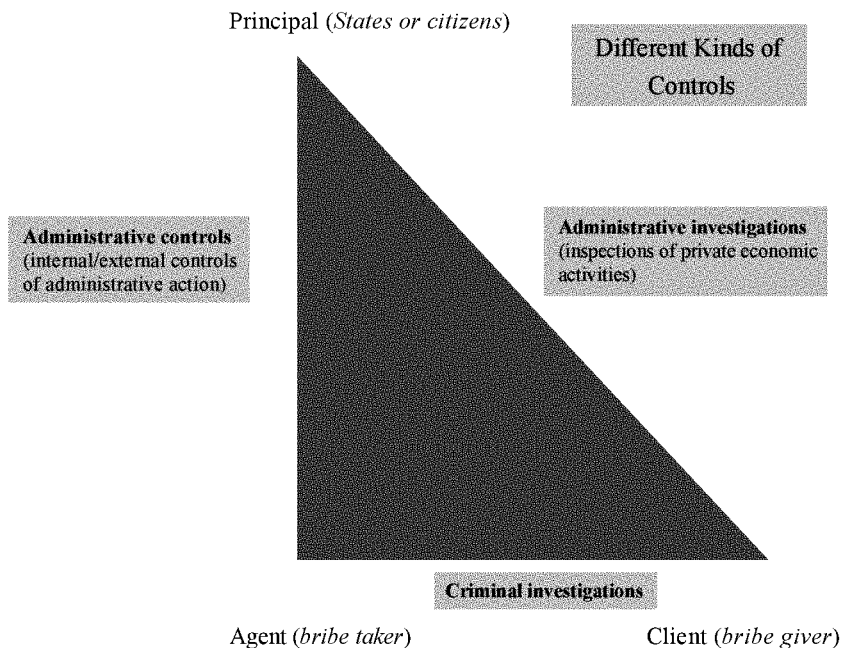 Principal (States or citizens)
Different Kinds of
Controls
Administrative controls
(internal/external controls
of administrative action)
Administrative investigations
(inspections of private economic
activities)
Criminal investigations
Agent (bribe taker)
Client (bribe giver)